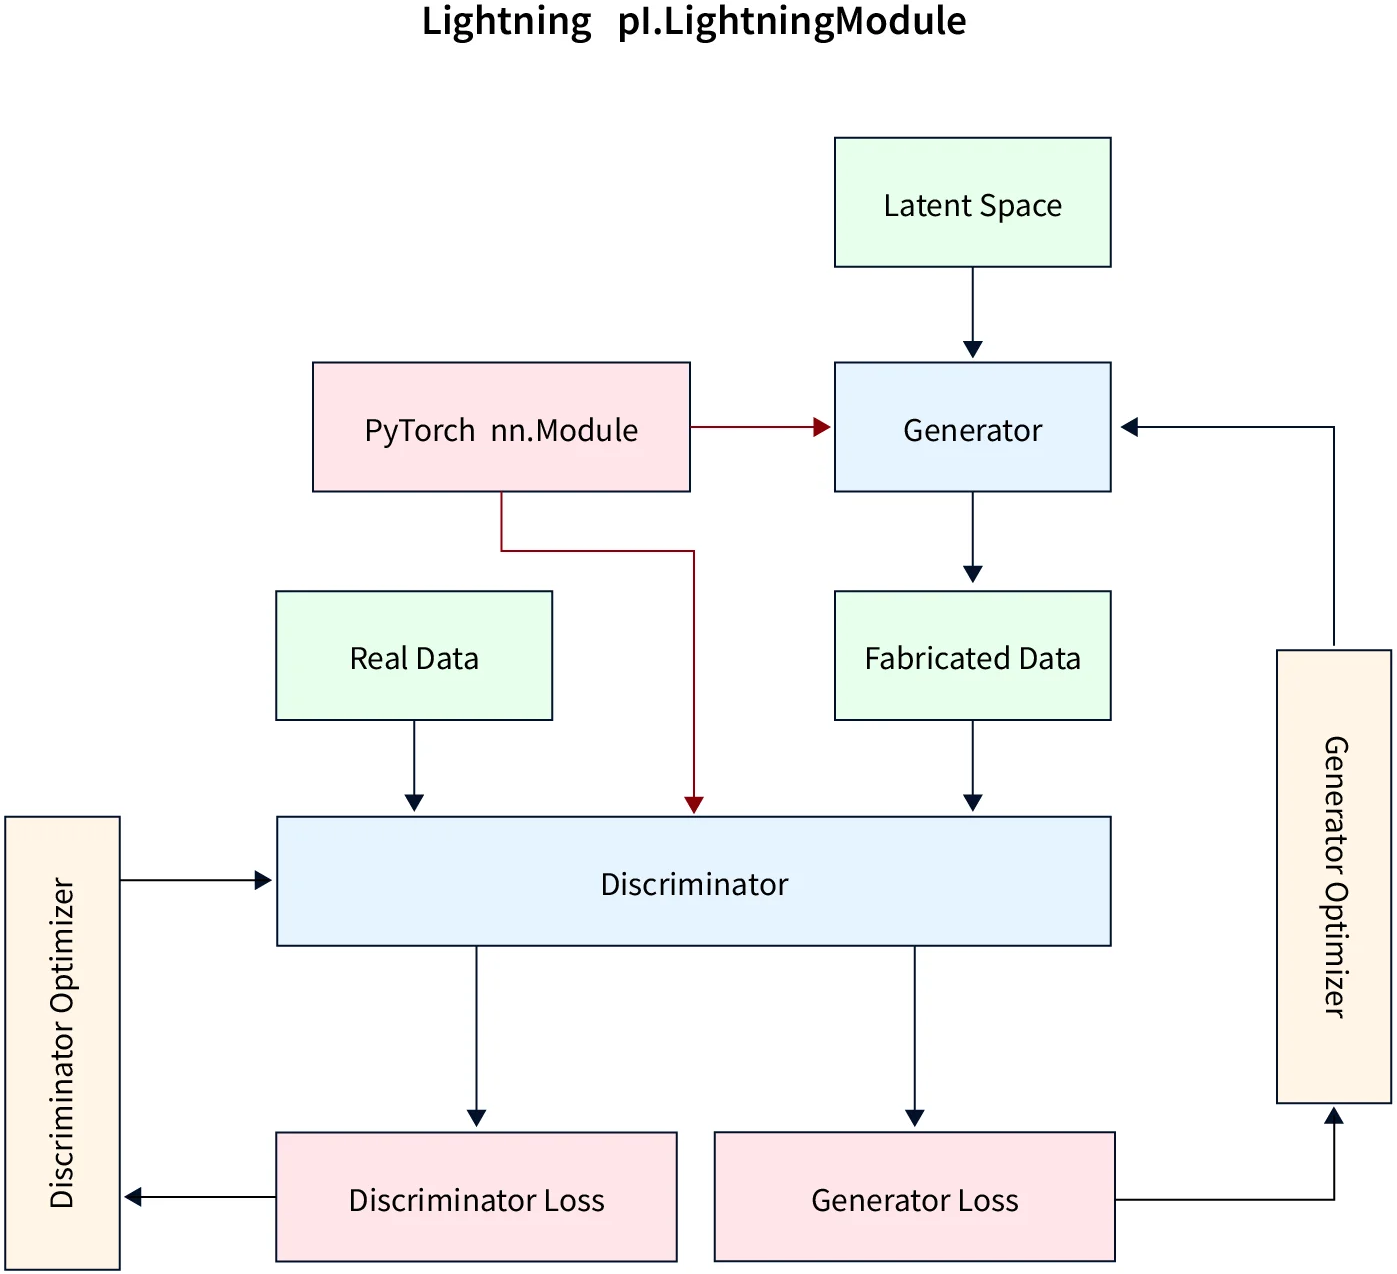 Lightning pl.LightningModule
Latent Space
PyTorch nn.Module
Generator
Real Data
Fabricated Data
Generator Optimizer
Discriminator
Discriminator Optimizer
Discriminator Loss
Generator Loss